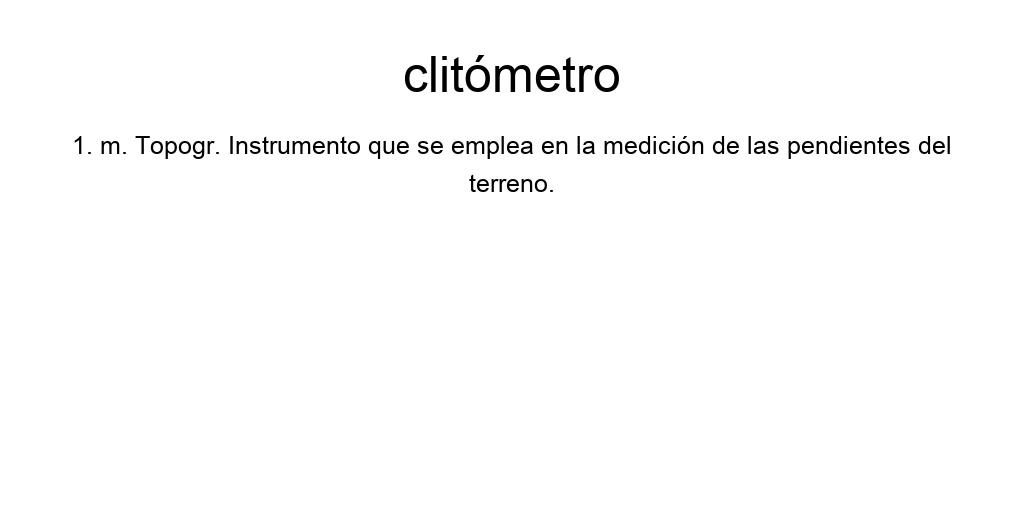 clitómetro
1. m. Topogr. Instrumento que se emplea en la medición de las pendientes del
terreno.